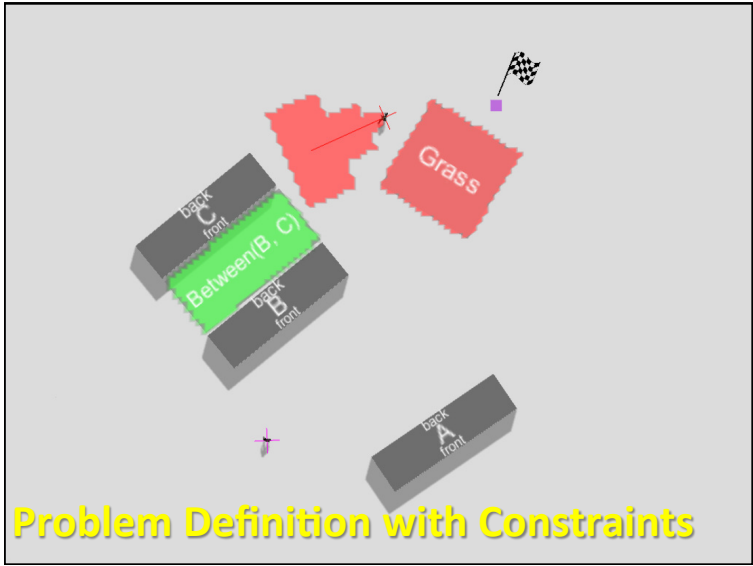 Grass
back
C
front
Between(B, C)
back
B
front
back
A
front
Problem Definition with Constraints